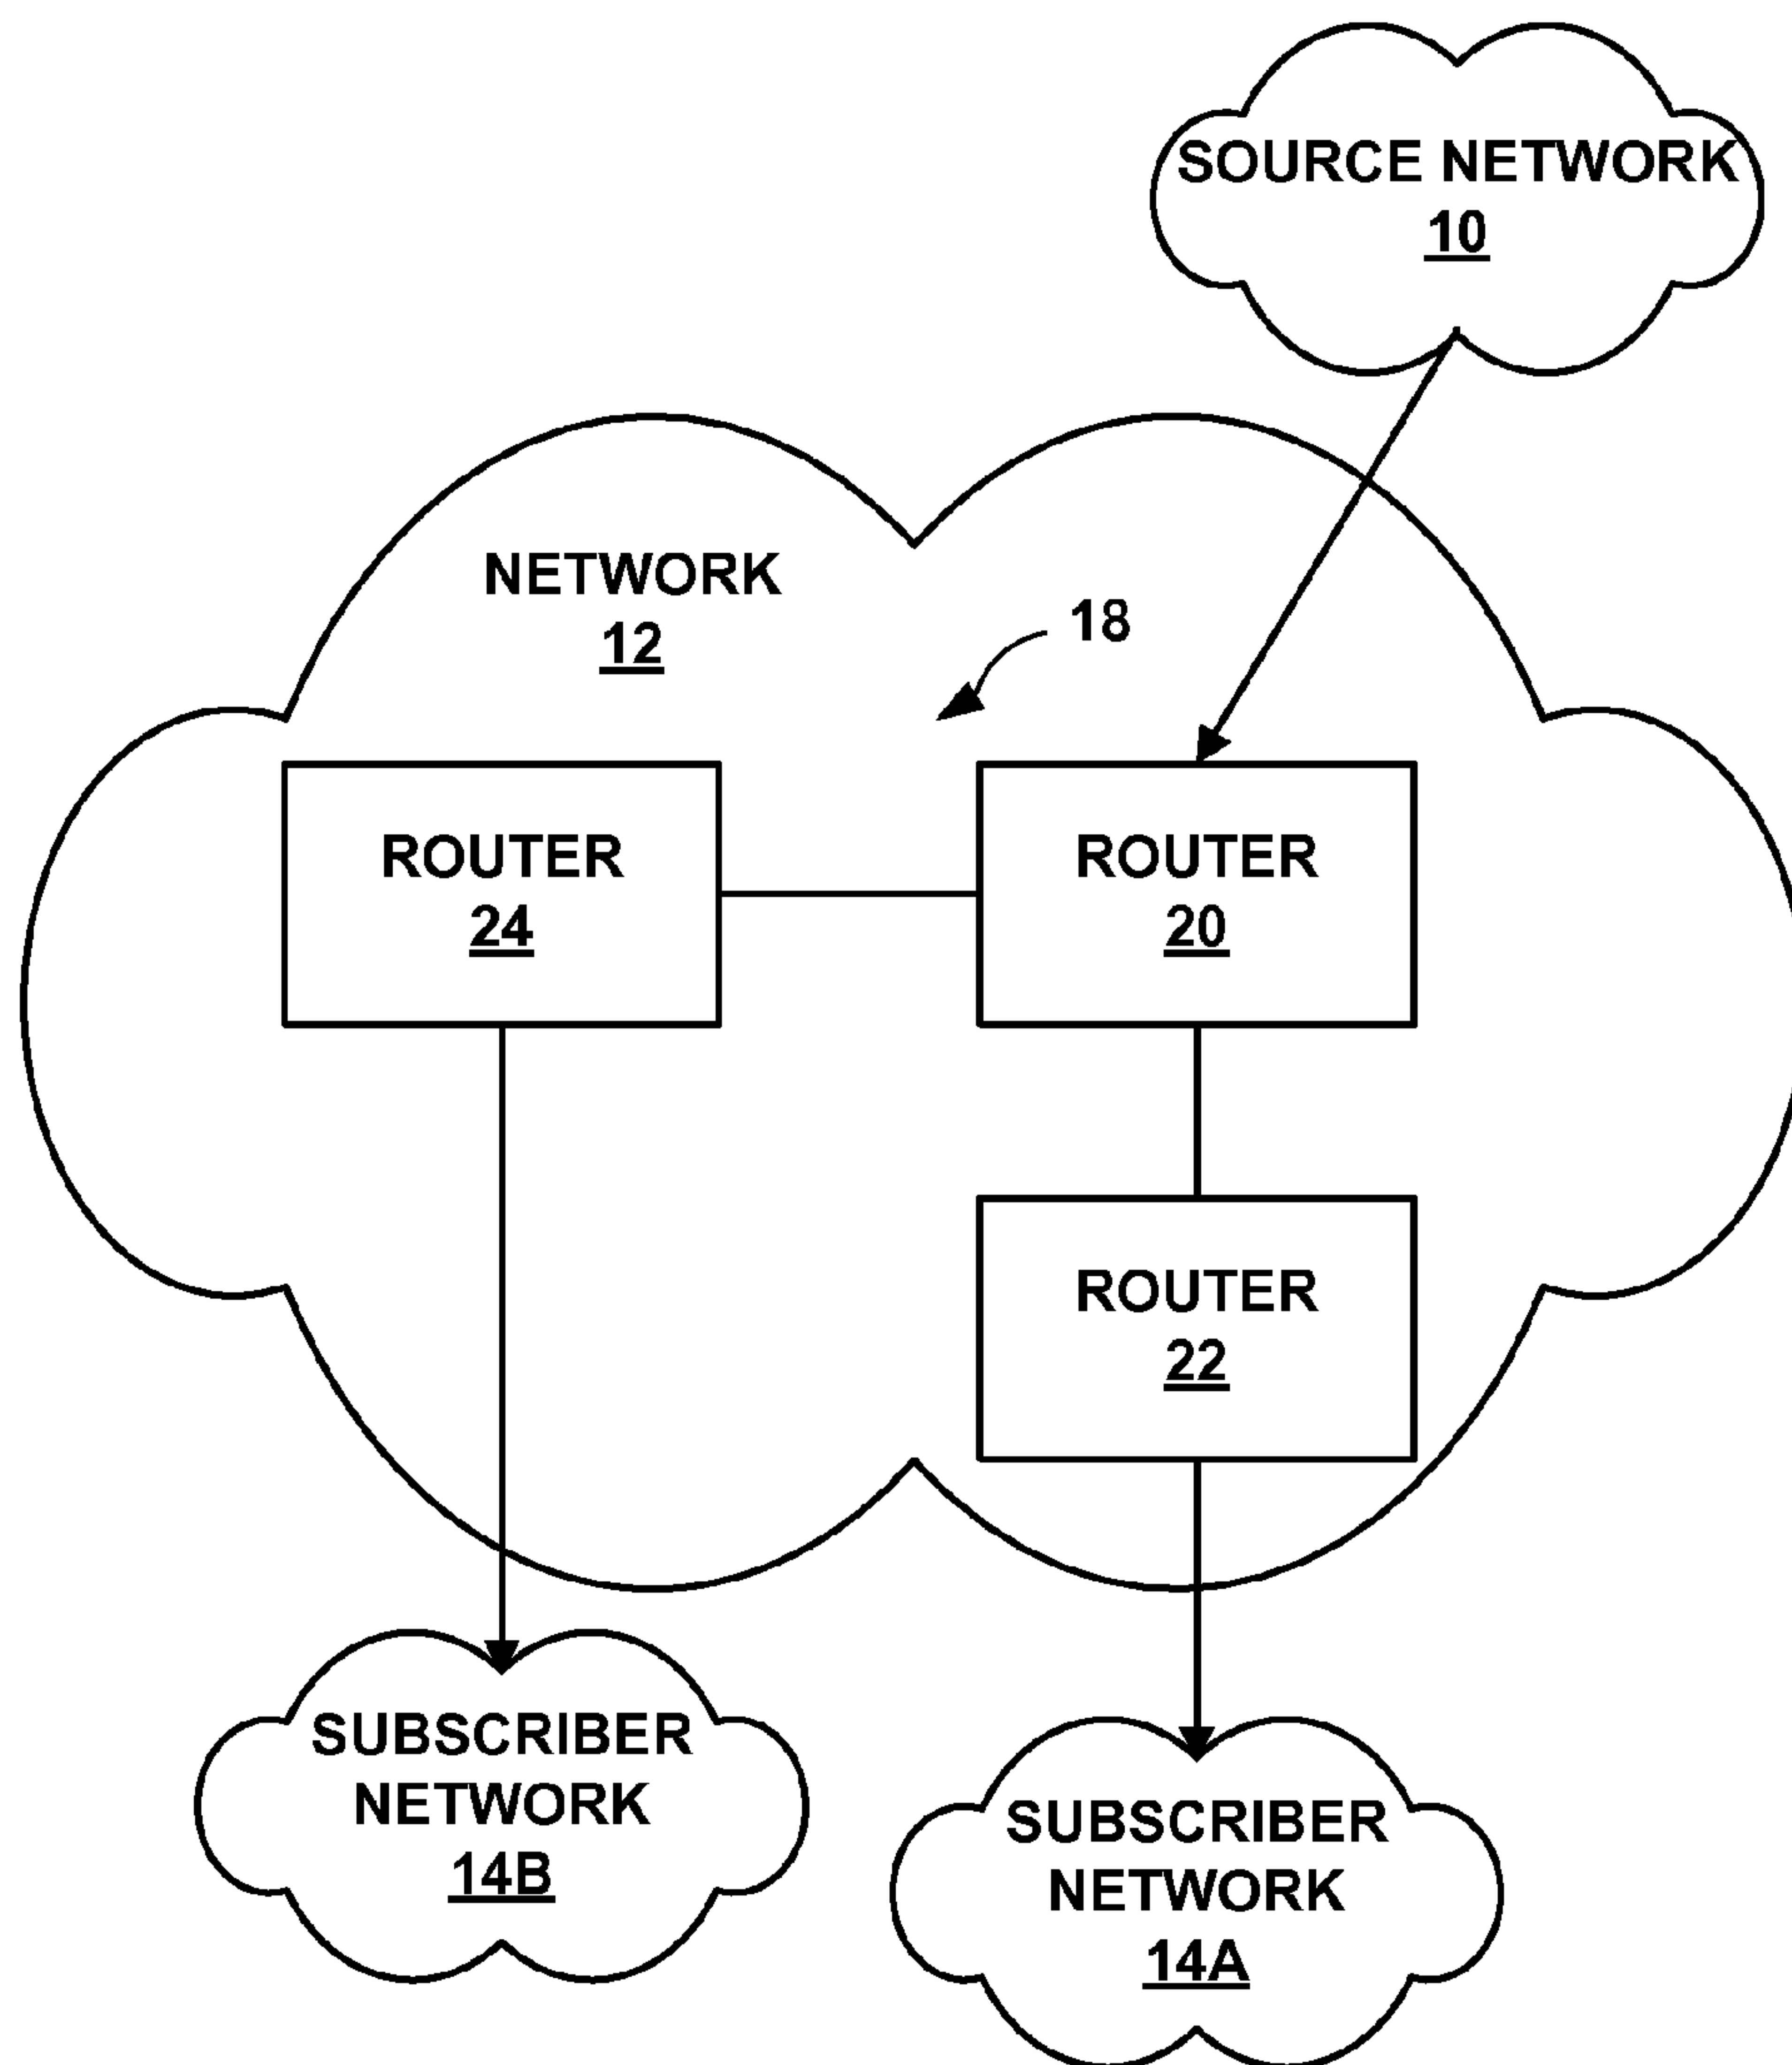 SOURCE NETWORK
10
NETWORK
12
18
ROUTER
24
ROUTER
20
ROUTER
22
SUBSCRIBER
NETWORK
14B
SUBSCRIBER
NETWORK
14A